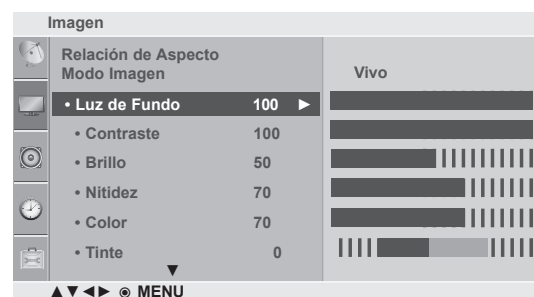 Imagen
Relación de Aspecto
Modo Imagen Vivo
• Luz de Fundo 100 ►
• Contraste 100
• Brillo 50
• Nitidez 70
• Color 70
• Tinte 0
▼
▲▼◄► ◉ MENU